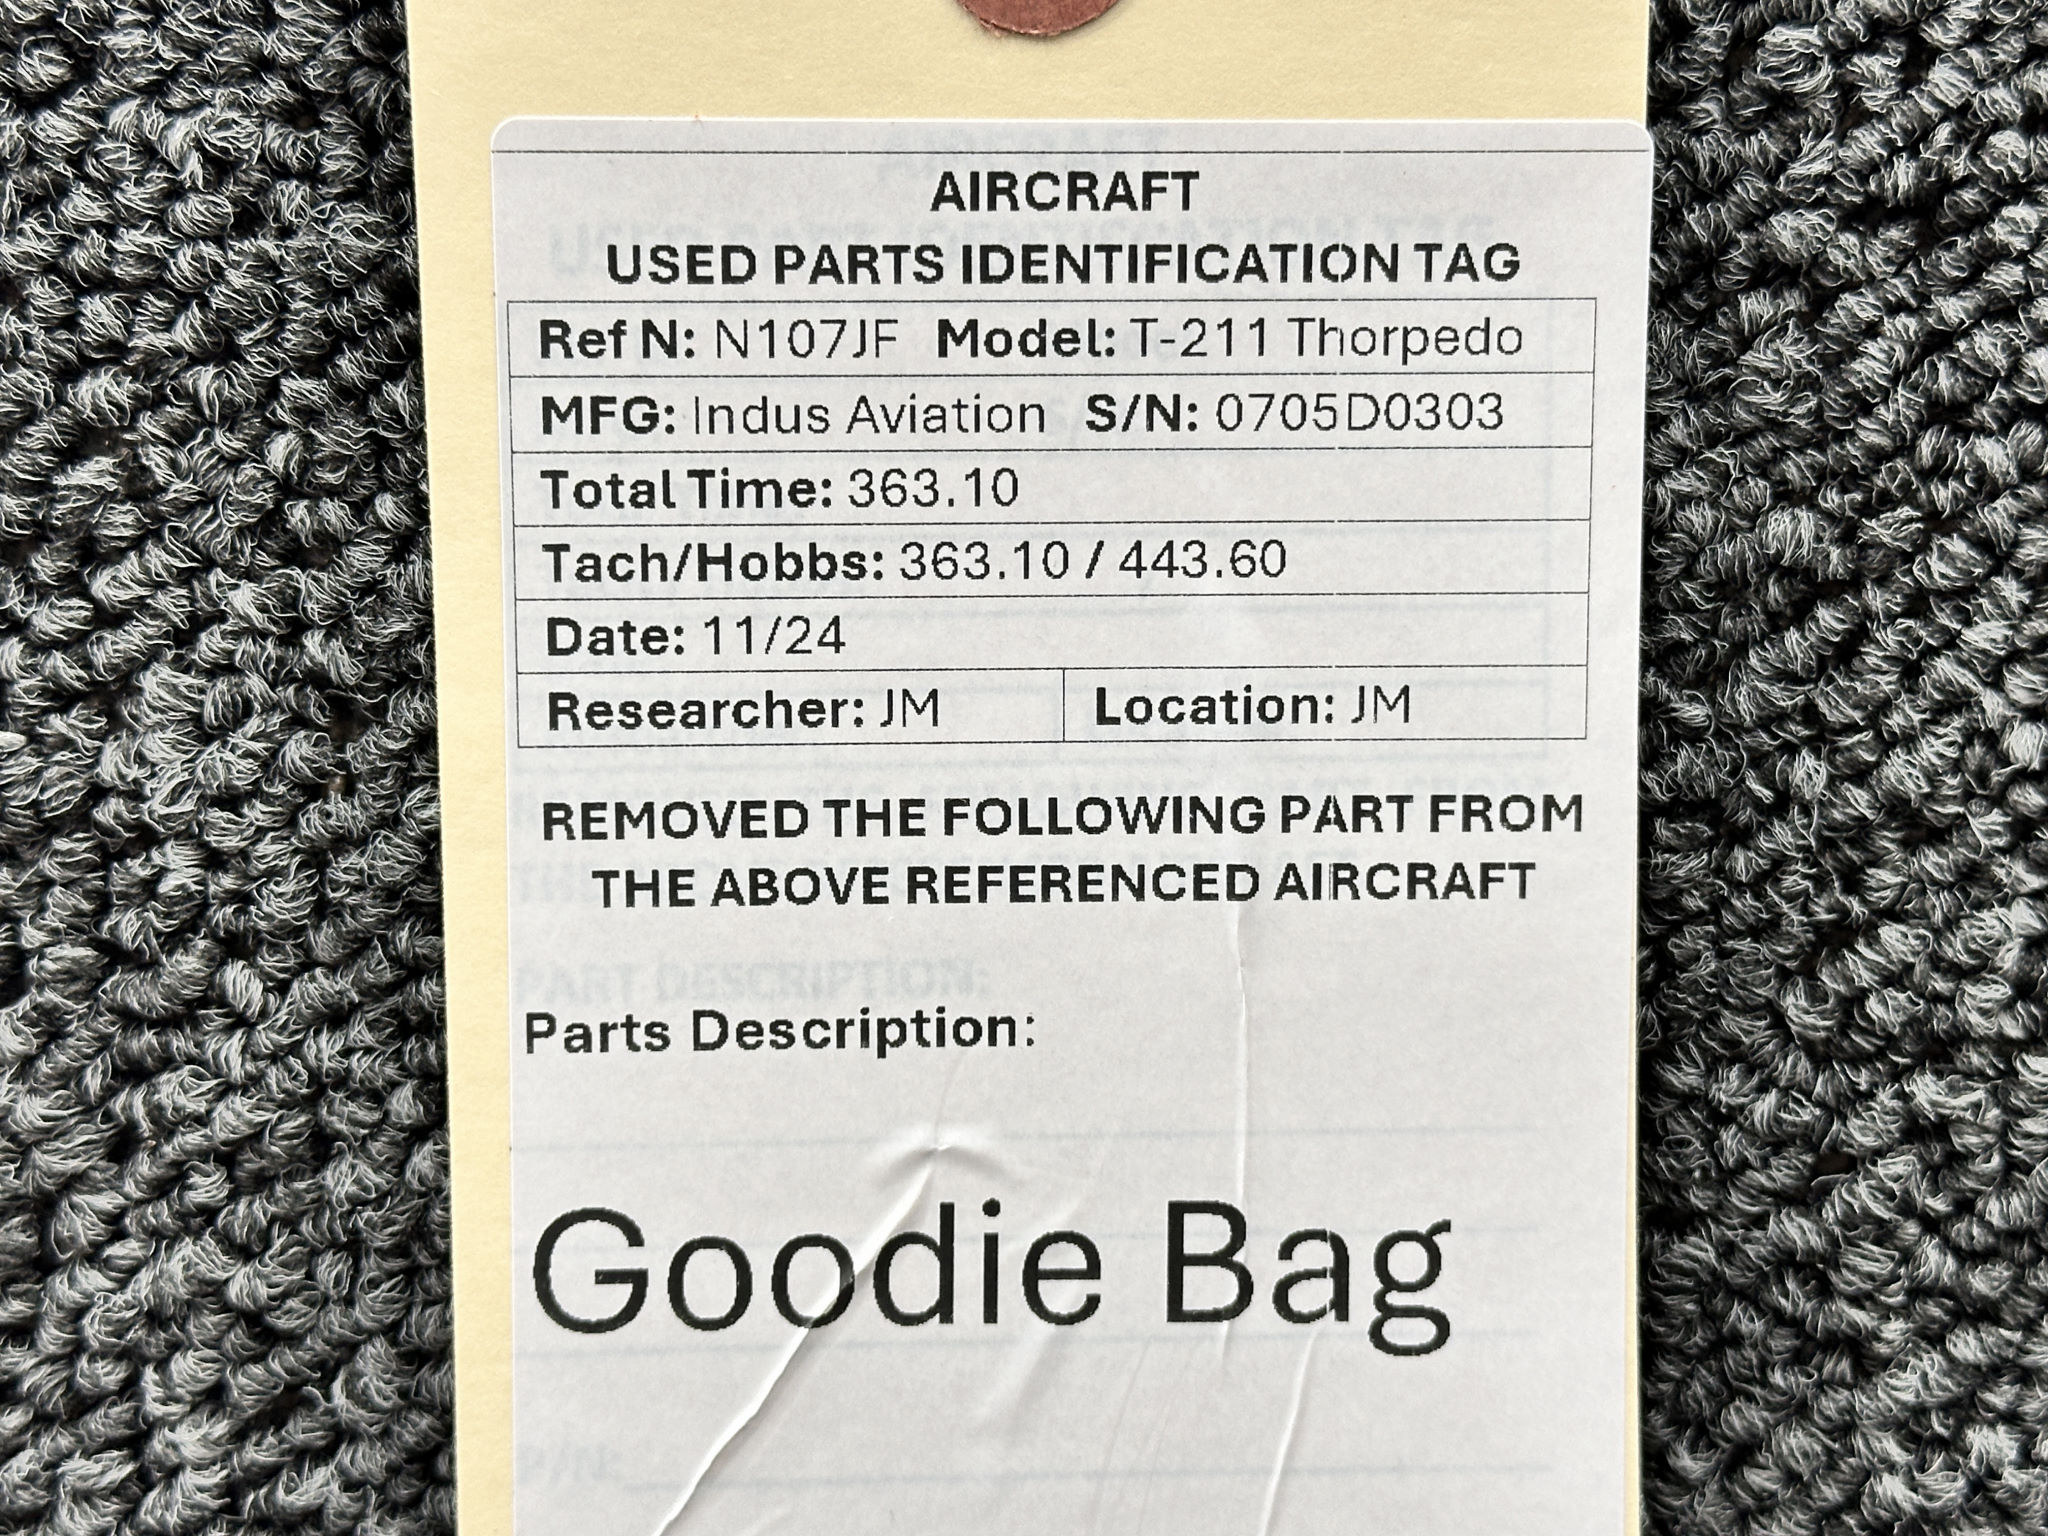 AIRCRAFT
USED PARTS IDENTIFICATION TAG
Ref N: N107JF Model: T-211 Thorpedo
MFG: Indus Aviation S/N: 0705D0303
Total Time: 363.10
Tach/Hobbs: 363.10 / 443.60
Date: 11/24
Researcher: JM Location: JM
REMOVED THE FOLLOWING PART FROM
THE ABOVE REFERENCED AIRCRAFT
PART DESCRIPTION:
Parts Description:
Goodie Bag
P/N: